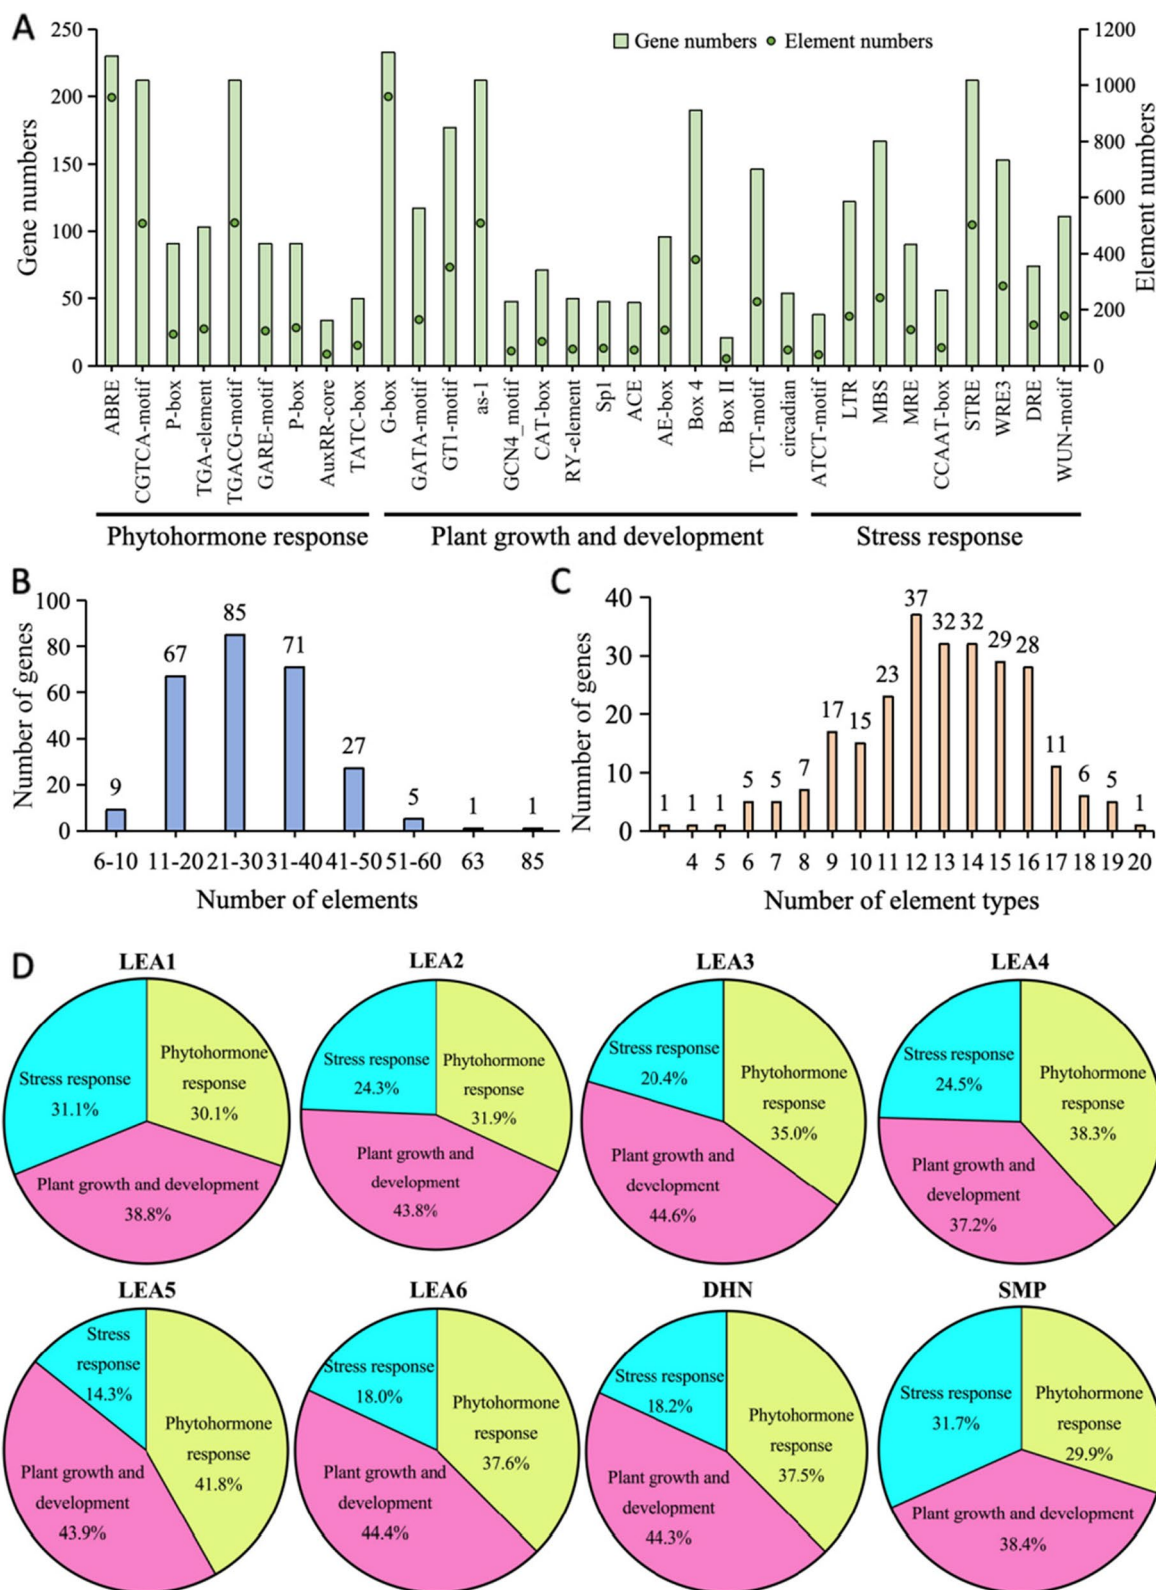 A
250
200
150
100
50
0
Gene numbers
Gene numbers
Element numbers
1200
1000
800
600
400
200
0
Element numbers
ABRE
CGTCA-motif
P-box
TGA-element
TGACG-motif
GARE-motif
P-box
AuxRR-core
TATC-box
G-box
GATA-motif
GT1-motif
as-1
GCN4_motif
CAT-box
RY-element
Sp1
ACE
AE-box
Box 4
Box II
TCT-motif
circadian
ATCT-motif
LTR
MBS
MRE
CCAAT-box
STRE
WRE3
DRE
WUN-motif
Phytohormone response
Plant growth and development
Stress response
B
100
80
60
40
20
0
Number of genes
9
67
85
71
27
5
1
1
6-10
11-20
21-30
31-40
41-50
51-60
63
85
Number of elements
C
40
30
20
10
0
Numnber of genes
1
1
1
5
5
7
17
15
23
37
32
32
29
28
11
6
5
1
4
5
6
7
8
9
10
11
12
13
14
15
16
17
18
19
20
Number of element types
D
LEA1
Stress response
31.1%
Phytohormone
response
30.1%
Plant growth and development
38.8%
LEA2
Stress response
24.3%
Phytohormone
response
31.9%
Plant growth and
development
43.8%
LEA3
Stress response
20.4%
Phytohormone
response
35.0%
Plant growth and
development
44.6%
LEA4
Stress response
24.5%
Phytohormone
response
38.3%
Plant growth and
development
37.2%
LEA5
Stress
response
14.3%
Phytohormone
response
41.8%
Plant growth and
development
43.9%
LEA6
Stress response
18.0%
Phytohormone
response
37.6%
Plant growth and
development
44.4%
DHN
Stress response
18.2%
Phytohormone
response
37.5%
Plant growth and
development
44.3%
SMP
Stress response
31.7%
Phytohormone
response
29.9%
Plant growth and development
38.4%